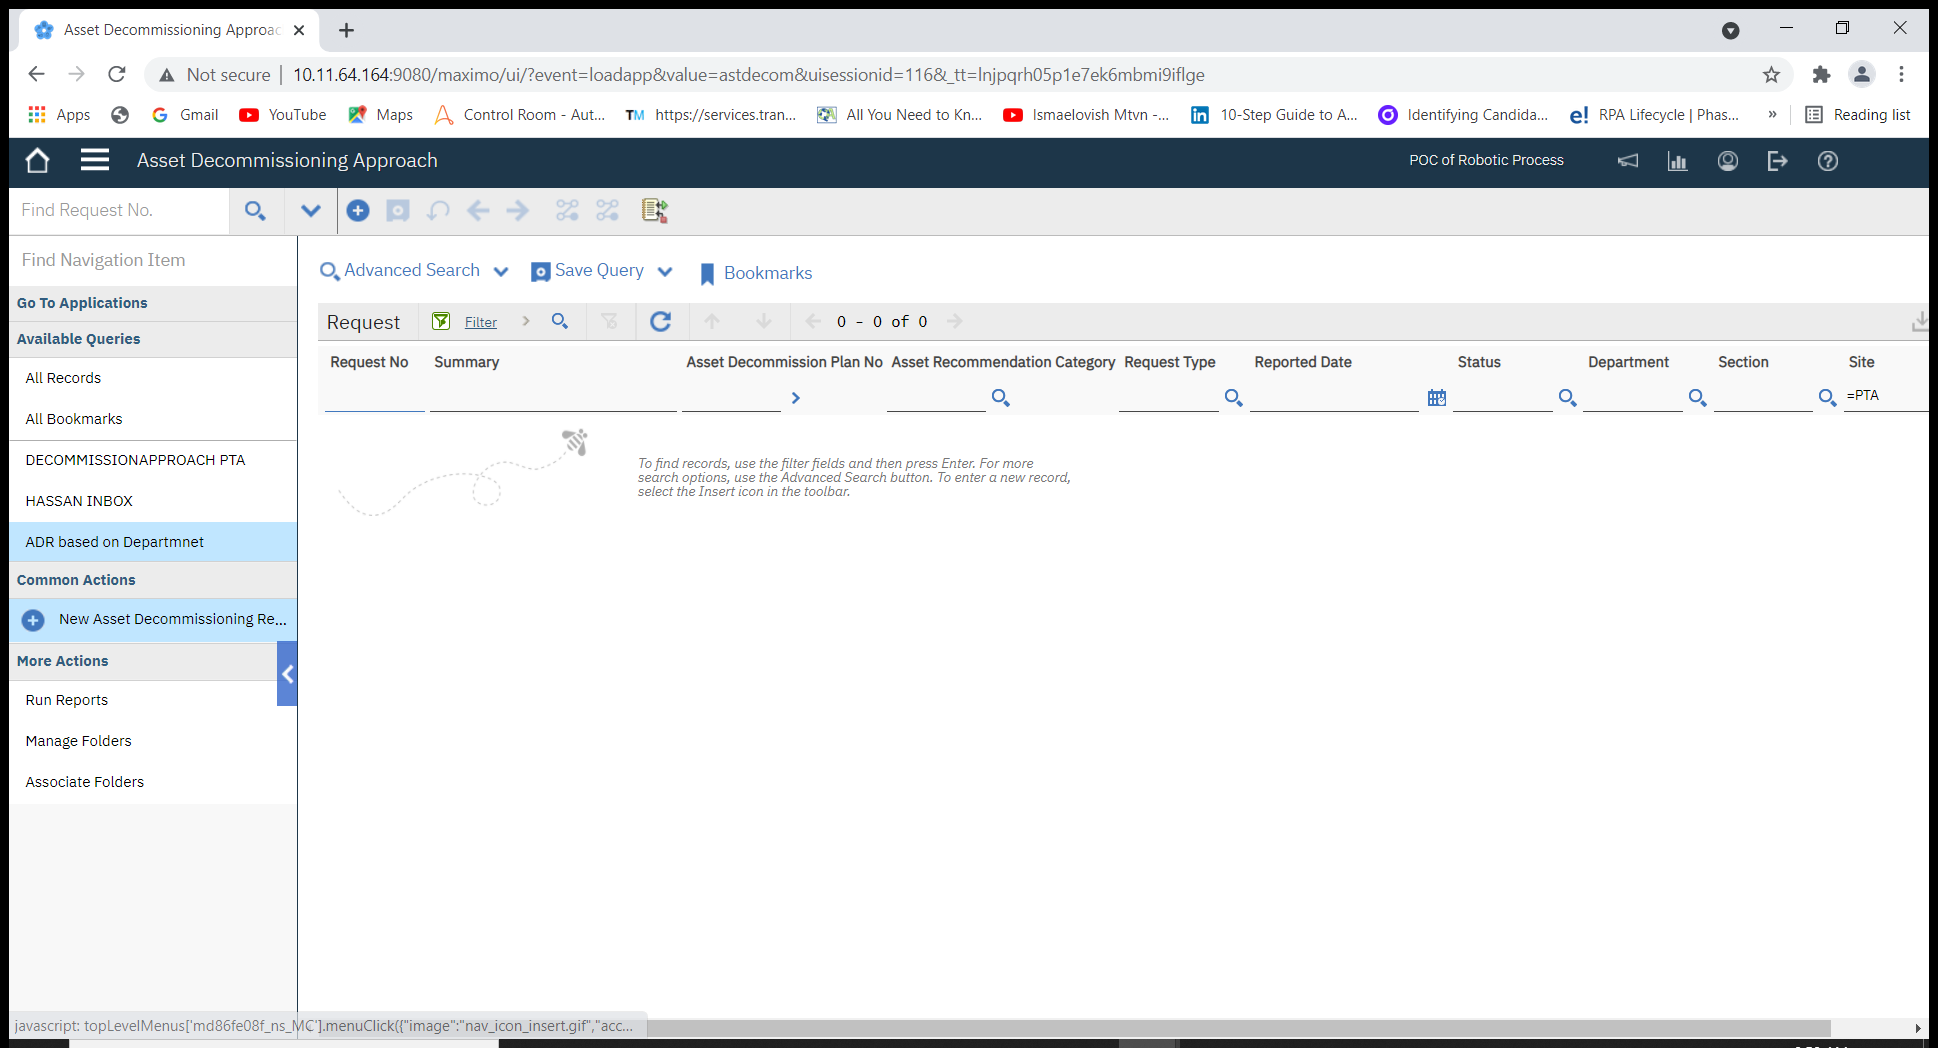 Asset Decommissioning Approac
Not secure | 10.11.64.164:9080/maximo/ui/?event=loadapp&value=astdecom&uisessionid=116&_tt=lnjpqrh05p1e7ek6mbmi9iflge
Apps Gmail YouTube Maps Control Room - Aut... TM https://services.tran... All You Need to Kn... Ismaelovish Mtvn -... in 10-Step Guide to A... Identifying Candida... e! RPA Lifecycle | Phas... » Reading list
Asset Decommissioning Approach POC of Robotic Process
Find Request No.
Find Navigation Item
Go To Applications
Available Queries
All Records
All Bookmarks
DECOMMISSIONAPPROACH PTA
HASSAN INBOX
ADR based on Departmnet
Common Actions
New Asset Decommissioning Re...
More Actions
Run Reports
Manage Folders
Associate Folders
Advanced Search Save Query Bookmarks
Request Filter 0 - 0 of 0
Request No Summary Asset Decommission Plan No Asset Recommendation Category Request Type Reported Date Status Department Section Site
=PTA
To find records, use the filter fields and then press Enter. For more
search options, use the Advanced Search button. To enter a new record,
select the Insert icon in the toolbar.
javascript: topLevelMenus['md86fe08f_ns_MC'].menuClick({"image":"nav_icon_insert.gif","acc...